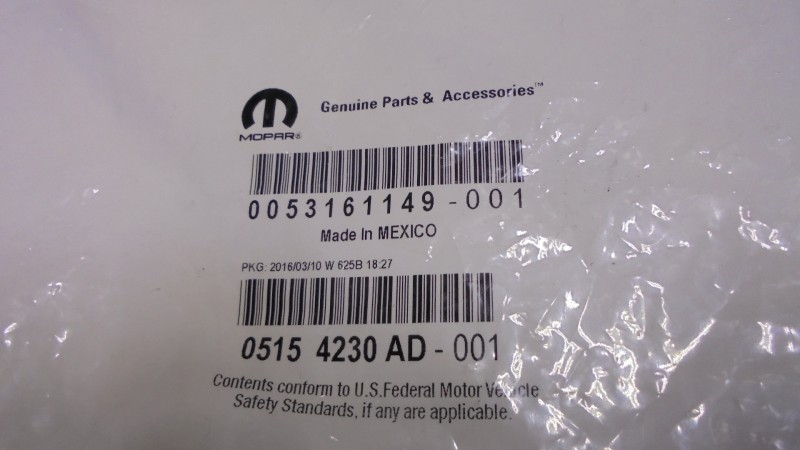 Genuine Parts & Accessories™
MOPAR®
0053161149-001
Made In MEXICO
PKG: 2016/03/10 W 625B 18:27
0515 4230 AD-001
Contents conform to U.S.Federal Motor Vehicle
Safety Standards, if any are applicable.